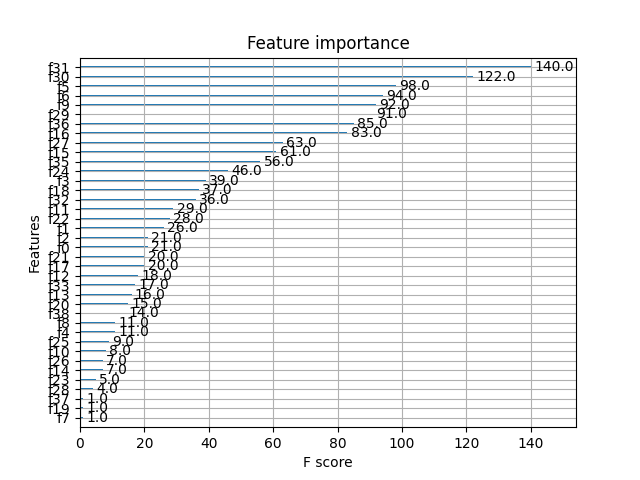 Feature importance
f31 140.0
f30 122.0
f5 98.0
f6 94.0
f9 92.0
f29 91.0
f36 85.0
f16 83.0
f27 63.0
f15 61.0
f35 56.0
f24 46.0
f3 39.0
f18 37.0
f32 36.0
f11 29.0
f22 28.0
f1 26.0
f2 21.0
f0 21.0
f21 20.0
f17 20.0
f12 18.0
f33 17.0
f13 16.0
f20 15.0
f38 14.0
f8 11.0
f4 11.0
f25 9.0
f10 8.0
f26 7.0
f14 7.0
f23 5.0
f28 4.0
f37 1.0
f19 1.0
f7 1.0
Features
0 20 40 60 80 100 120 140
F score